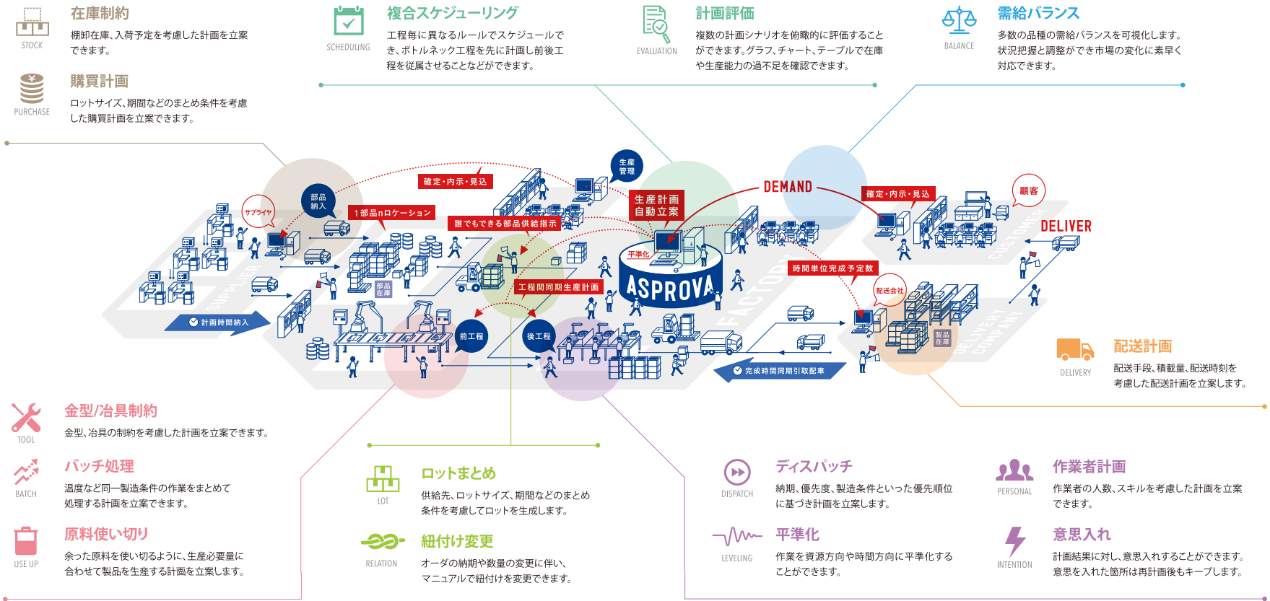 在庫制約
棚卸在庫、入荷予定を考慮した計画を立案
できます。
STOCK
購買計画
ロットサイズ、期間などのまとめ条件を考慮
した購買計画を立案できます。
PURCHASE
複合スケジューリング
工程毎に異なるルールでスケジュールで
き、ボトルネック工程を先に計画し前後工
程を従属させることなどができます。
SCHEDULING
計画評価
複数の計画シナリオを俯瞰的に評価すること
ができます。グラフ、チャート、テーブルで在庫
や生産能力の過不足を確認できます。
EVALUATION
需給バランス
多数の品種の需給バランスを可視化します。
状況把握と調整ができ市場の変化に素早く
対応できます。
BALANCE
生産
管理
確定・内示・見込
部品
納入
サプライヤ
1部品nロケーション
誰でもできる部品供給指示
生産計画
自動立案
DEMAND
確定・内示・見込
顧客
DELIVER
CUSTOMER
平準化
ASPROVA
FACTORY
時間単位完成予定数
工程間同期生産計画
部品
在庫
SUPPLIER
計画時間納入
前工程
後工程
配送会社
製品
在庫
DELIVERY
COMPANY
完成時間同期引取配車
配送計画
配送手段、積載量、配送時刻を
考慮した配送計画を立案します。
DELIVERY
金型/冶具制約
金型、冶具の制約を考慮した計画を立案できます。
TOOL
バッチ処理
温度など同一製造条件の作業をまとめて
処理する計画を立案できます。
BATCH
原料使い切り
余った原料を使い切るように、生産必要量に
合わせて製品を生産する計画を立案します。
USE UP
ロットまとめ
供給先、ロットサイズ、期間などのまとめ
条件を考慮してロットを生成します。
LOT
紐付け変更
オーダの納期や数量の変更に伴い、
マニュアルで紐付けを変更できます。
RELATION
ディスパッチ
納期、優先度、製造条件といった優先順位
に基づき計画を立案します。
DISPATCH
平準化
作業を資源方向や時間方向に平準化する
ことができます。
LEVELING
作業者計画
作業者の人数、スキルを考慮した計画を立案
できます。
PERSONAL
意思入れ
計画結果に対し、意思入れすることができます。
意思を入れた箇所は再計画後もキープします。
INTENTION